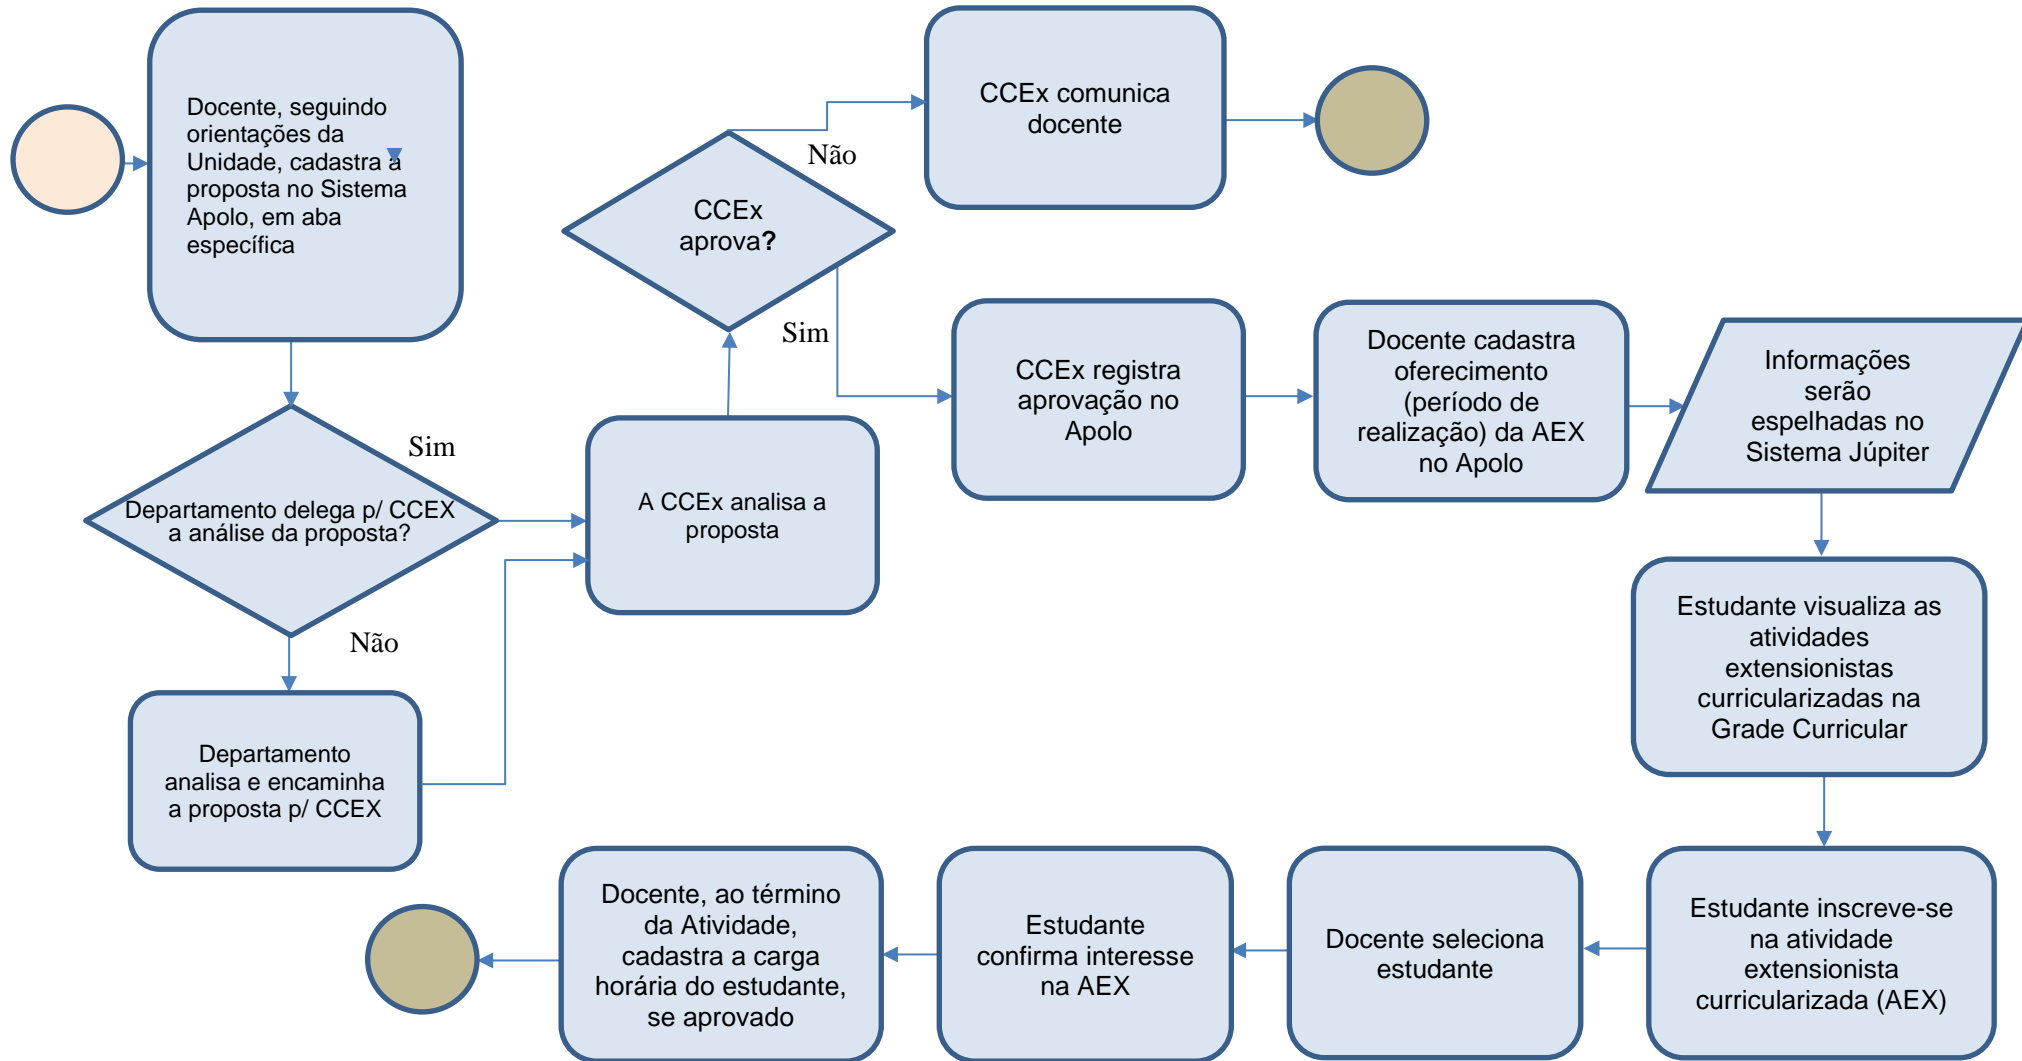 Docente, seguindo
orientações da
Unidade, cadastra a
proposta no Sistema
Apolo, em aba
específica
Departamento delega p/ CCEX
a análise da proposta?
Sim
Não
Departamento
analisa e encaminha
a proposta p/ CCEX
A CCEx analisa a
proposta
CCEx
aprova?
Não
Sim
CCEx comunica
docente
CCEx registra
aprovação no
Apolo
Docente cadastra
oferecimento
(período de
realização) da AEX
no Apolo
Informações
serão
espelhadas no
Sistema Júpiter
Estudante visualiza as
atividades
extensionistas
curricularizadas na
Grade Curricular
Estudante inscreve-se
na atividade
extensionista
curricularizada (AEX)
Docente seleciona
estudante
Estudante
confirma interesse
na AEX
Docente, ao término
da Atividade,
cadastra a carga
horária do estudante,
se aprovado